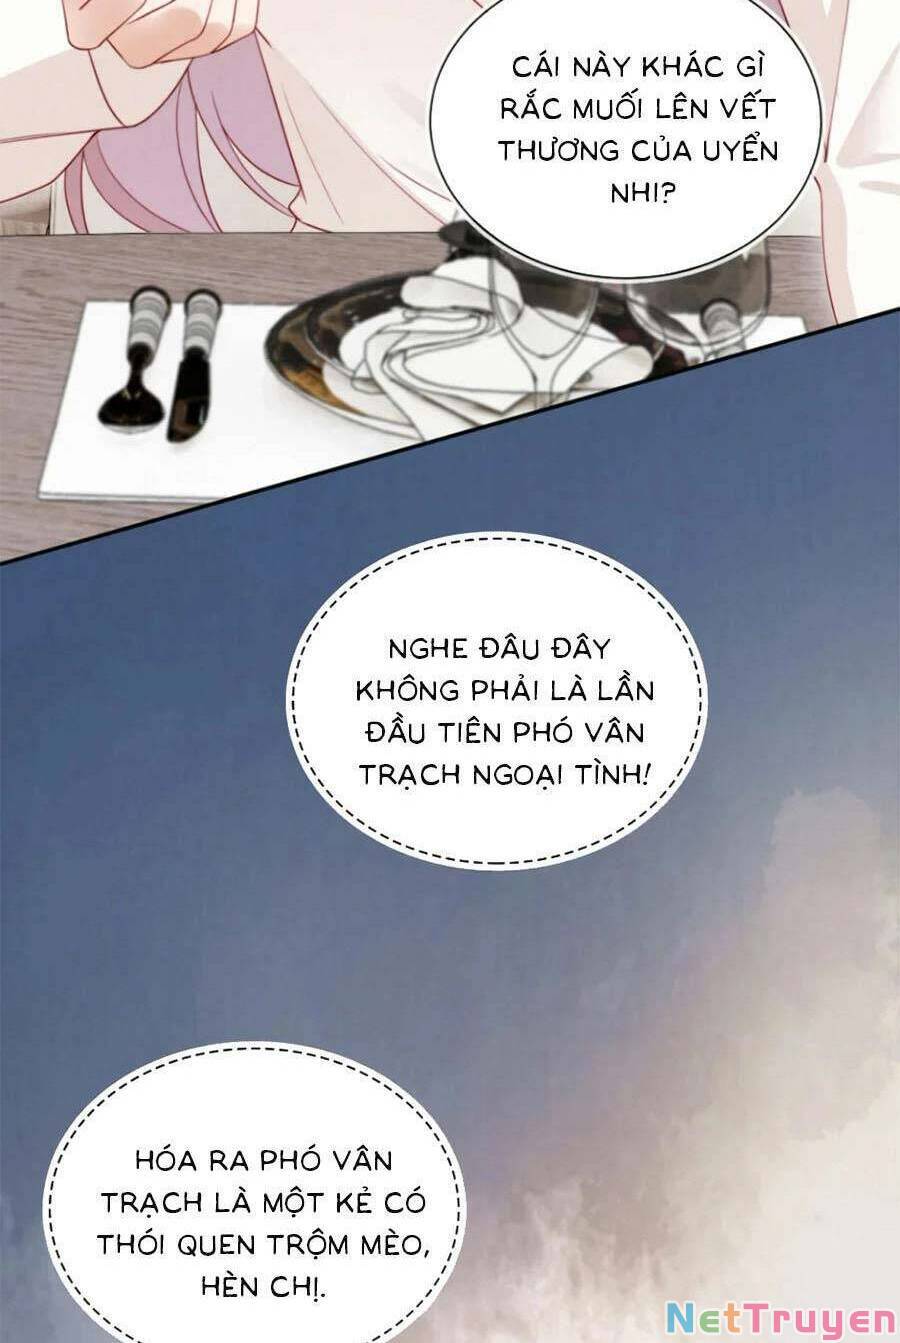 CÁI NÀY KHÁC GÌ
RẮC MUỐI LÊN VẾT
THƯƠNG CỦA UYỂN
NHI?
NGHE ĐÂU ĐÂY
KHÔNG PHẢI LÀ LẦN
ĐẦU TIÊN PHÓ VÂN
TRẠCH NGOẠI TÌNH!
HÓA RA PHÓ VÂN
TRẠCH LÀ MỘT KẺ CÓ
THÓI QUEN TRỘM MÈO,
HÈN CHỊ.
NetTruyen